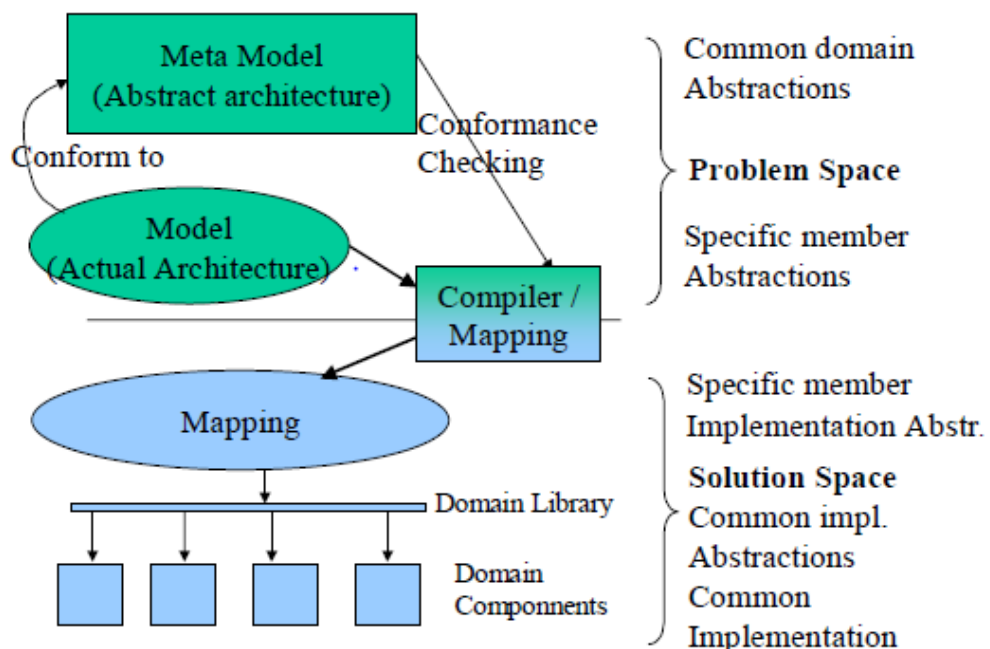 Meta Model
(Abstract architecture)
Common domain
Abstractions
Conformance
Checking
Conform to
Problem Space
Model
(Actual Architecture)
Specific member
Abstractions
Compiler /
Mapping
Mapping
Specific member
Implementation Abstr.
Solution Space
Domain Library
Common impl.
Abstractions
Domain
Componnents
Common
Implementation